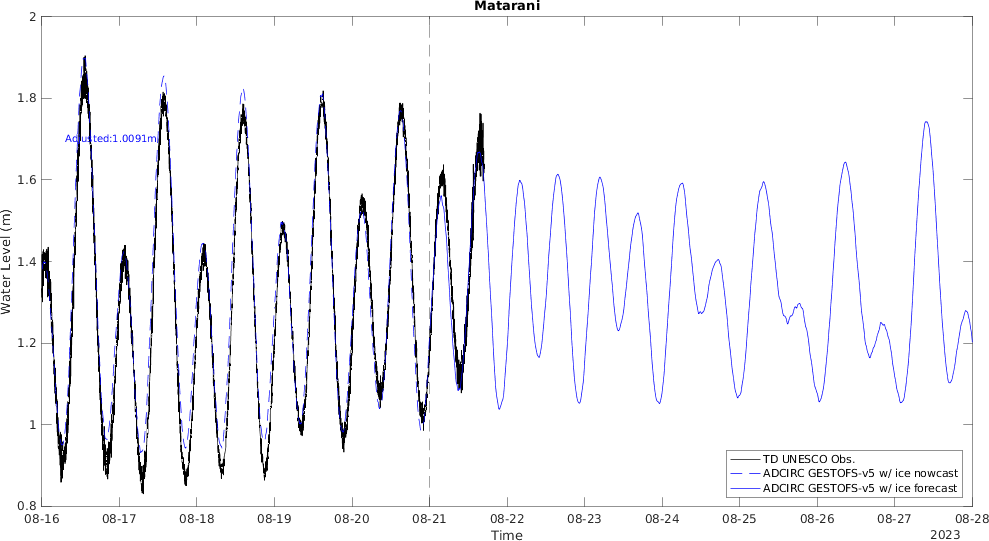 Matarani
Water Level (m)
2
1.8
1.6
1.4
1.2
1
0.8
Adjusted:1.0091m
TD UNESCO Obs.
ADCIRC GESTOFS-v5 w/ ice nowcast
ADCIRC GESTOFS-v5 w/ ice forecast
08-16 08-17 08-18 08-19 08-20 08-21 08-22 08-23 08-24 08-25 08-26 08-27 08-28
Time
2023